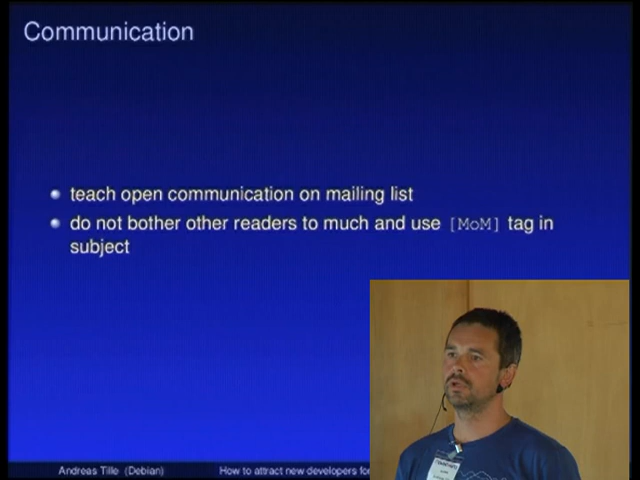 Communication
teach open communication on mailing list
do not bother other readers to much and use [MoM] tag in
subject
Andreas Tille (Debian) How to attract new developers for